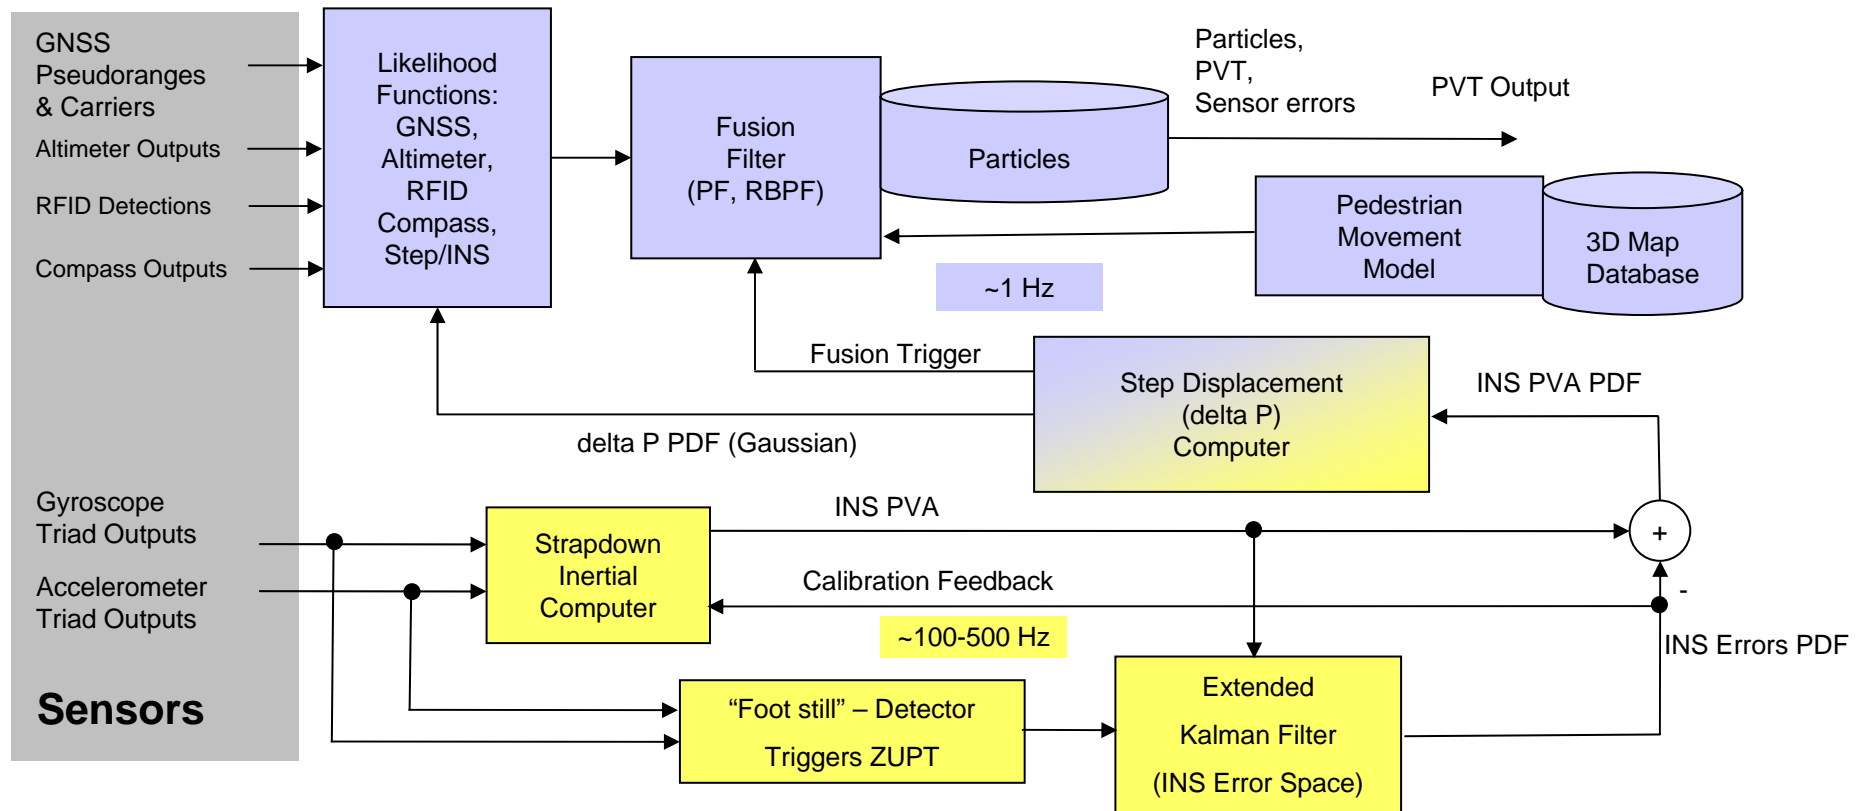 GNSS
Pseudoranges
& Carriers
Altimeter Outputs
RFID Detections
Compass Outputs
Gyroscope
Triad Outputs
Accelerometer
Triad Outputs
Sensors
Likelihood
Functions:
GNSS,
Altimeter,
RFID
Compass,
Step/INS
Fusion
Filter
(PF, RBPF)
Particles
Particles,
PVT,
Sensor errors
PVT Output
Pedestrian
Movement
Model
3D Map
Database
~1 Hz
Fusion Trigger
delta P PDF (Gaussian)
Step Displacement
(delta P)
Computer
INS PVA PDF
Strapdown
Inertial
Computer
INS PVA
Calibration Feedback
~100-500 Hz
+
-
INS Errors PDF
“Foot still” – Detector
Triggers ZUPT
Extended
Kalman Filter
(INS Error Space)